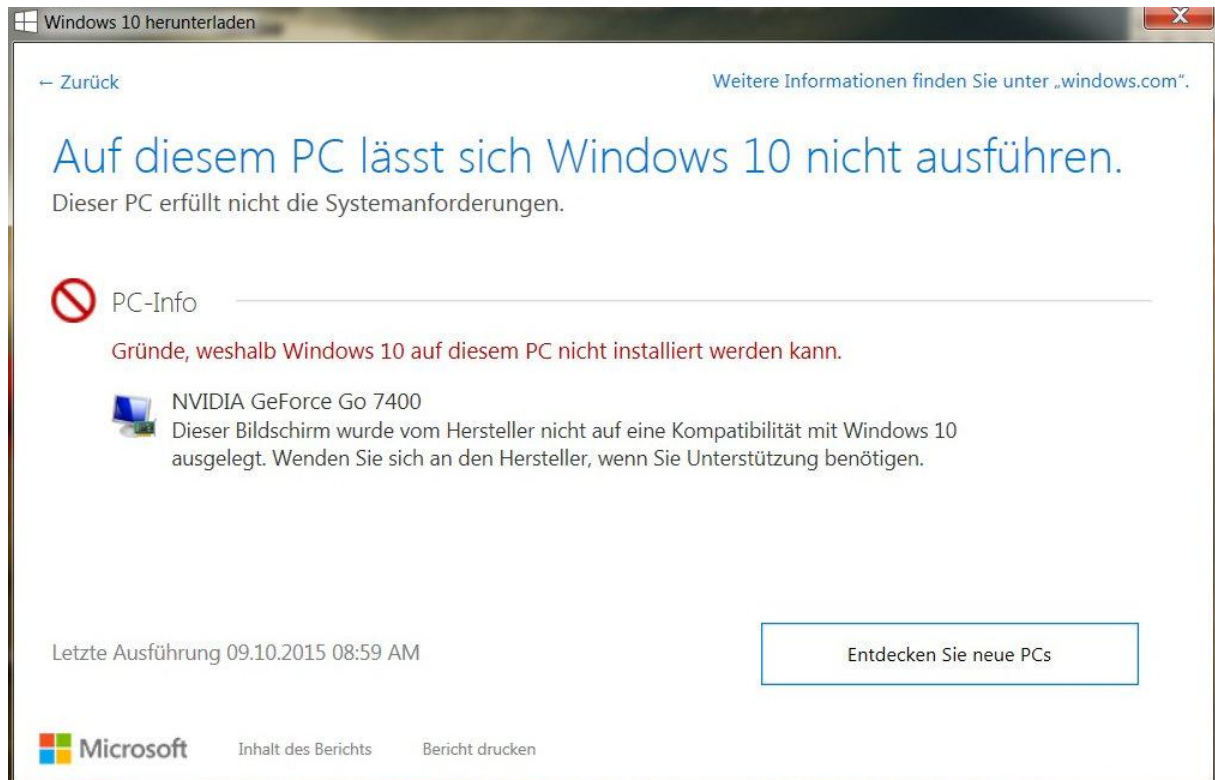 Windows 10 herunterladen
← Zurück
Weitere Informationen finden Sie unter „windows.com“.
Auf diesem PC lässt sich Windows 10 nicht ausführen.
Dieser PC erfüllt nicht die Systemanforderungen.
PC-Info
Gründe, weshalb Windows 10 auf diesem PC nicht installiert werden kann.
NVIDIA GeForce Go 7400
Dieser Bildschirm wurde vom Hersteller nicht auf eine Kompatibilität mit Windows 10
ausgelegt. Wenden Sie sich an den Hersteller, wenn Sie Unterstützung benötigen.
Letzte Ausführung 09.10.2015 08:59 AM
Entdecken Sie neue PCs
Microsoft
Inhalt des Berichts
Bericht drucken